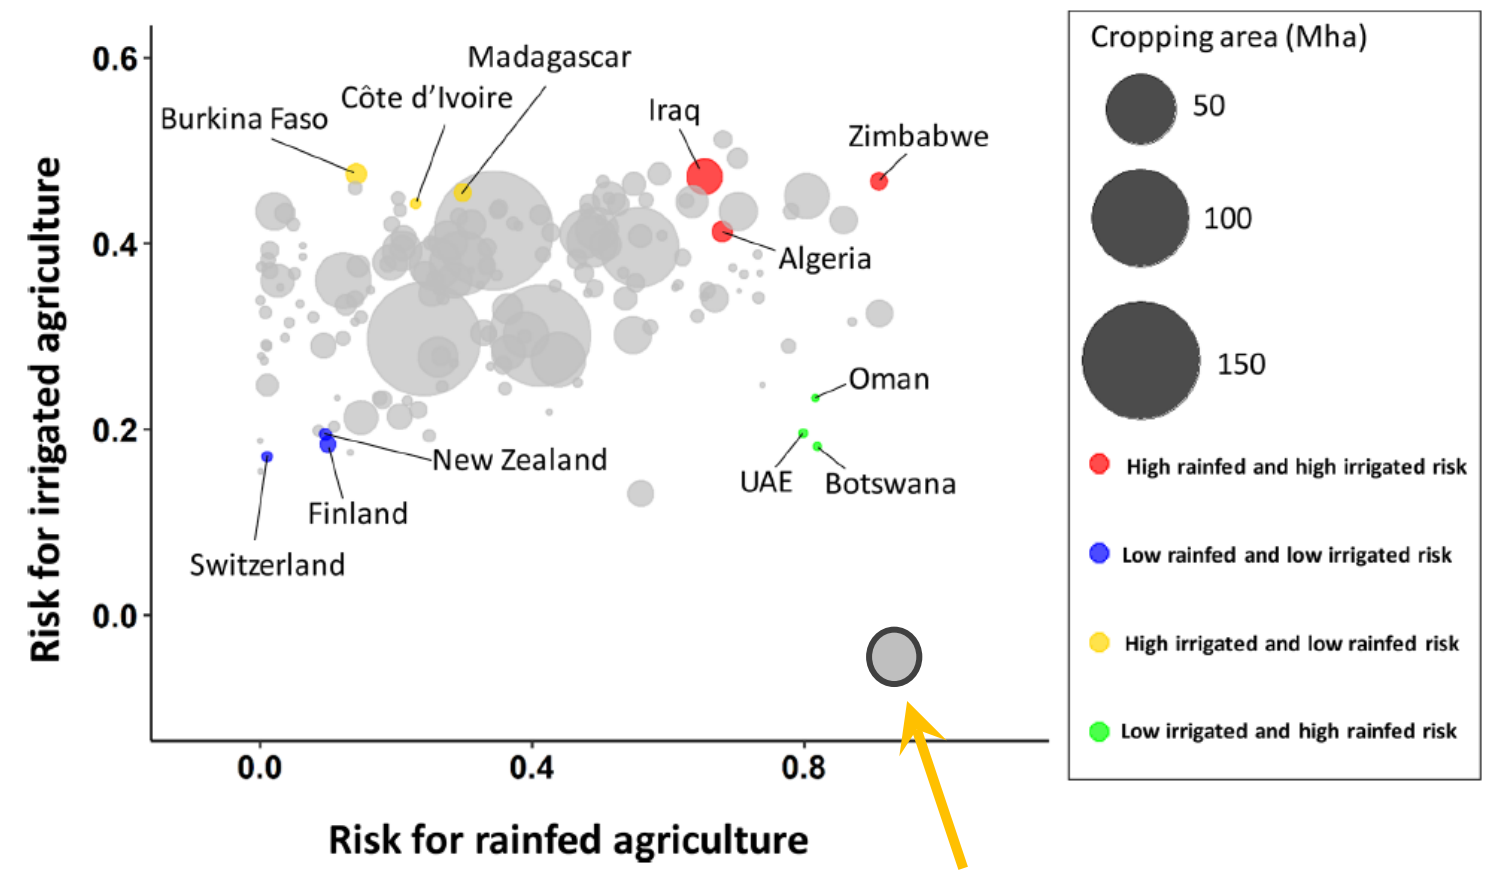 Madagascar
Côte d’Ivoire
Burkina Faso
Iraq
Zimbabwe
Algeria
Oman
UAE
Botswana
New Zealand
Finland
Switzerland
0.6
0.4
0.2
0.0
Risk for irrigated agriculture
0.0
0.4
0.8
Risk for rainfed agriculture
Cropping area (Mha)
50
100
150
High rainfed and high irrigated risk
Low rainfed and low irrigated risk
High irrigated and low rainfed risk
Low irrigated and high rainfed risk